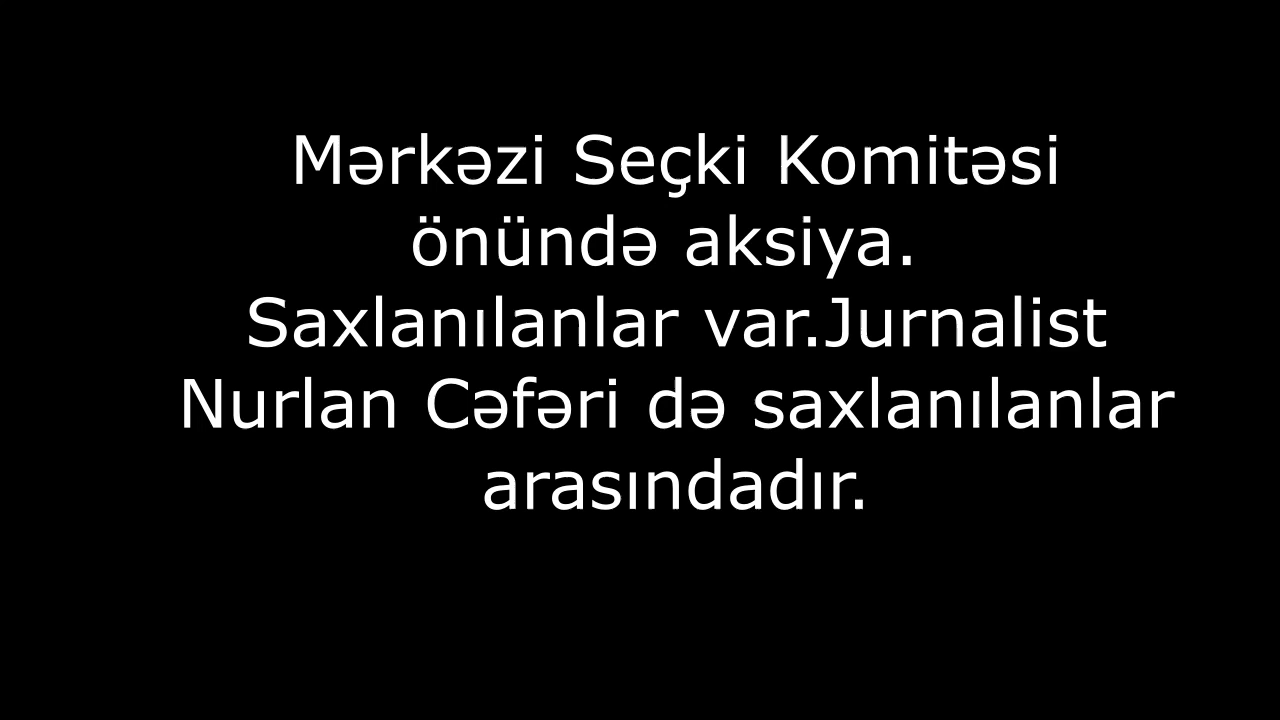 Mərkəzi Seçki Komitəsi
önündə aksiya.
Saxlanılanlar var.Jurnalist
Nurlan Cəfəri də saxlanılanlar
arasındadır.